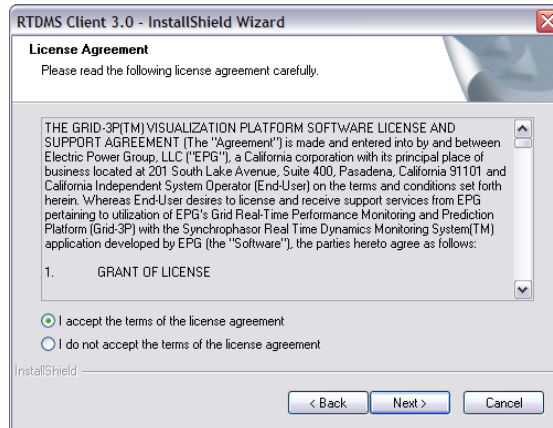 RTDMS Client 3.0 - InstallShield Wizard
License Agreement
Please read the following license agreement carefully.
THE GRID-3P(TM) VISUALIZATION PLATFORM SOFTWARE LICENSE AND
SUPPORT AGREEMENT (The "Agreement") is made and entered into by and between
Electric Power Group, LLC ("EPG"), a California corporation with its principal place of
business located at 201 South Lake Avenue, Suite 400, Pasadena, California 91101 and
California Independent System Operator (End-User) on the terms and conditions set forth
herein. Whereas End-User desires to license and receive support services from EPG
pertaining to utilization of EPG's Grid Real-Time Performance Monitoring and Prediction
Platform (Grid-3P) with the Synchrophasor Real Time Dynamics Monitoring System(TM)
application developed by EPG (the "Software"), the parties hereto agree as follows:
1. GRANT OF LICENSE
I accept the terms of the license agreement
I do not accept the terms of the license agreement
InstallShield
< Back Next > Cancel